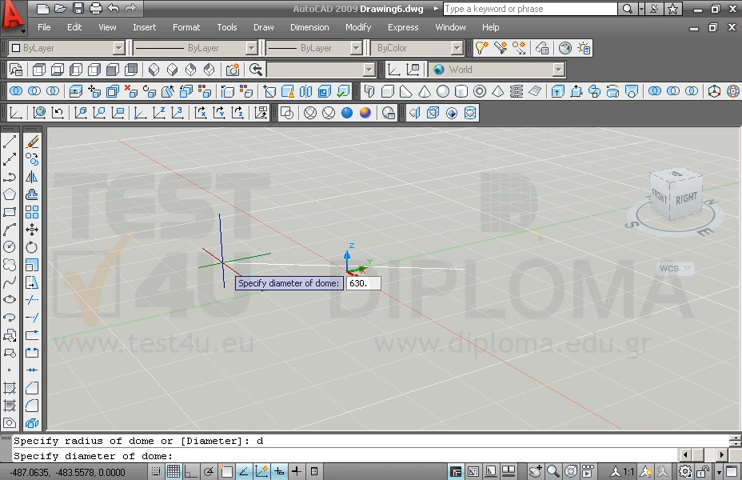 AutoCAD 2009 Drawing6.dwg
Type a keyword or phrase
File Edit View Insert Format Tools Draw Dimension Modify Window Help
ByLayer ByLayer ByLayer ByColor
World
TEST 4U DIPLOMA
www.test4u.eu www.diploma.edu.gr
FRONT RIGHT
WCS
Z
Y
Specify diameter of dome: 630.
Specify radius of dome or [Diameter]: d
Specify diameter of dome:
-487.0635, -483.5578, 0.0000
1:1